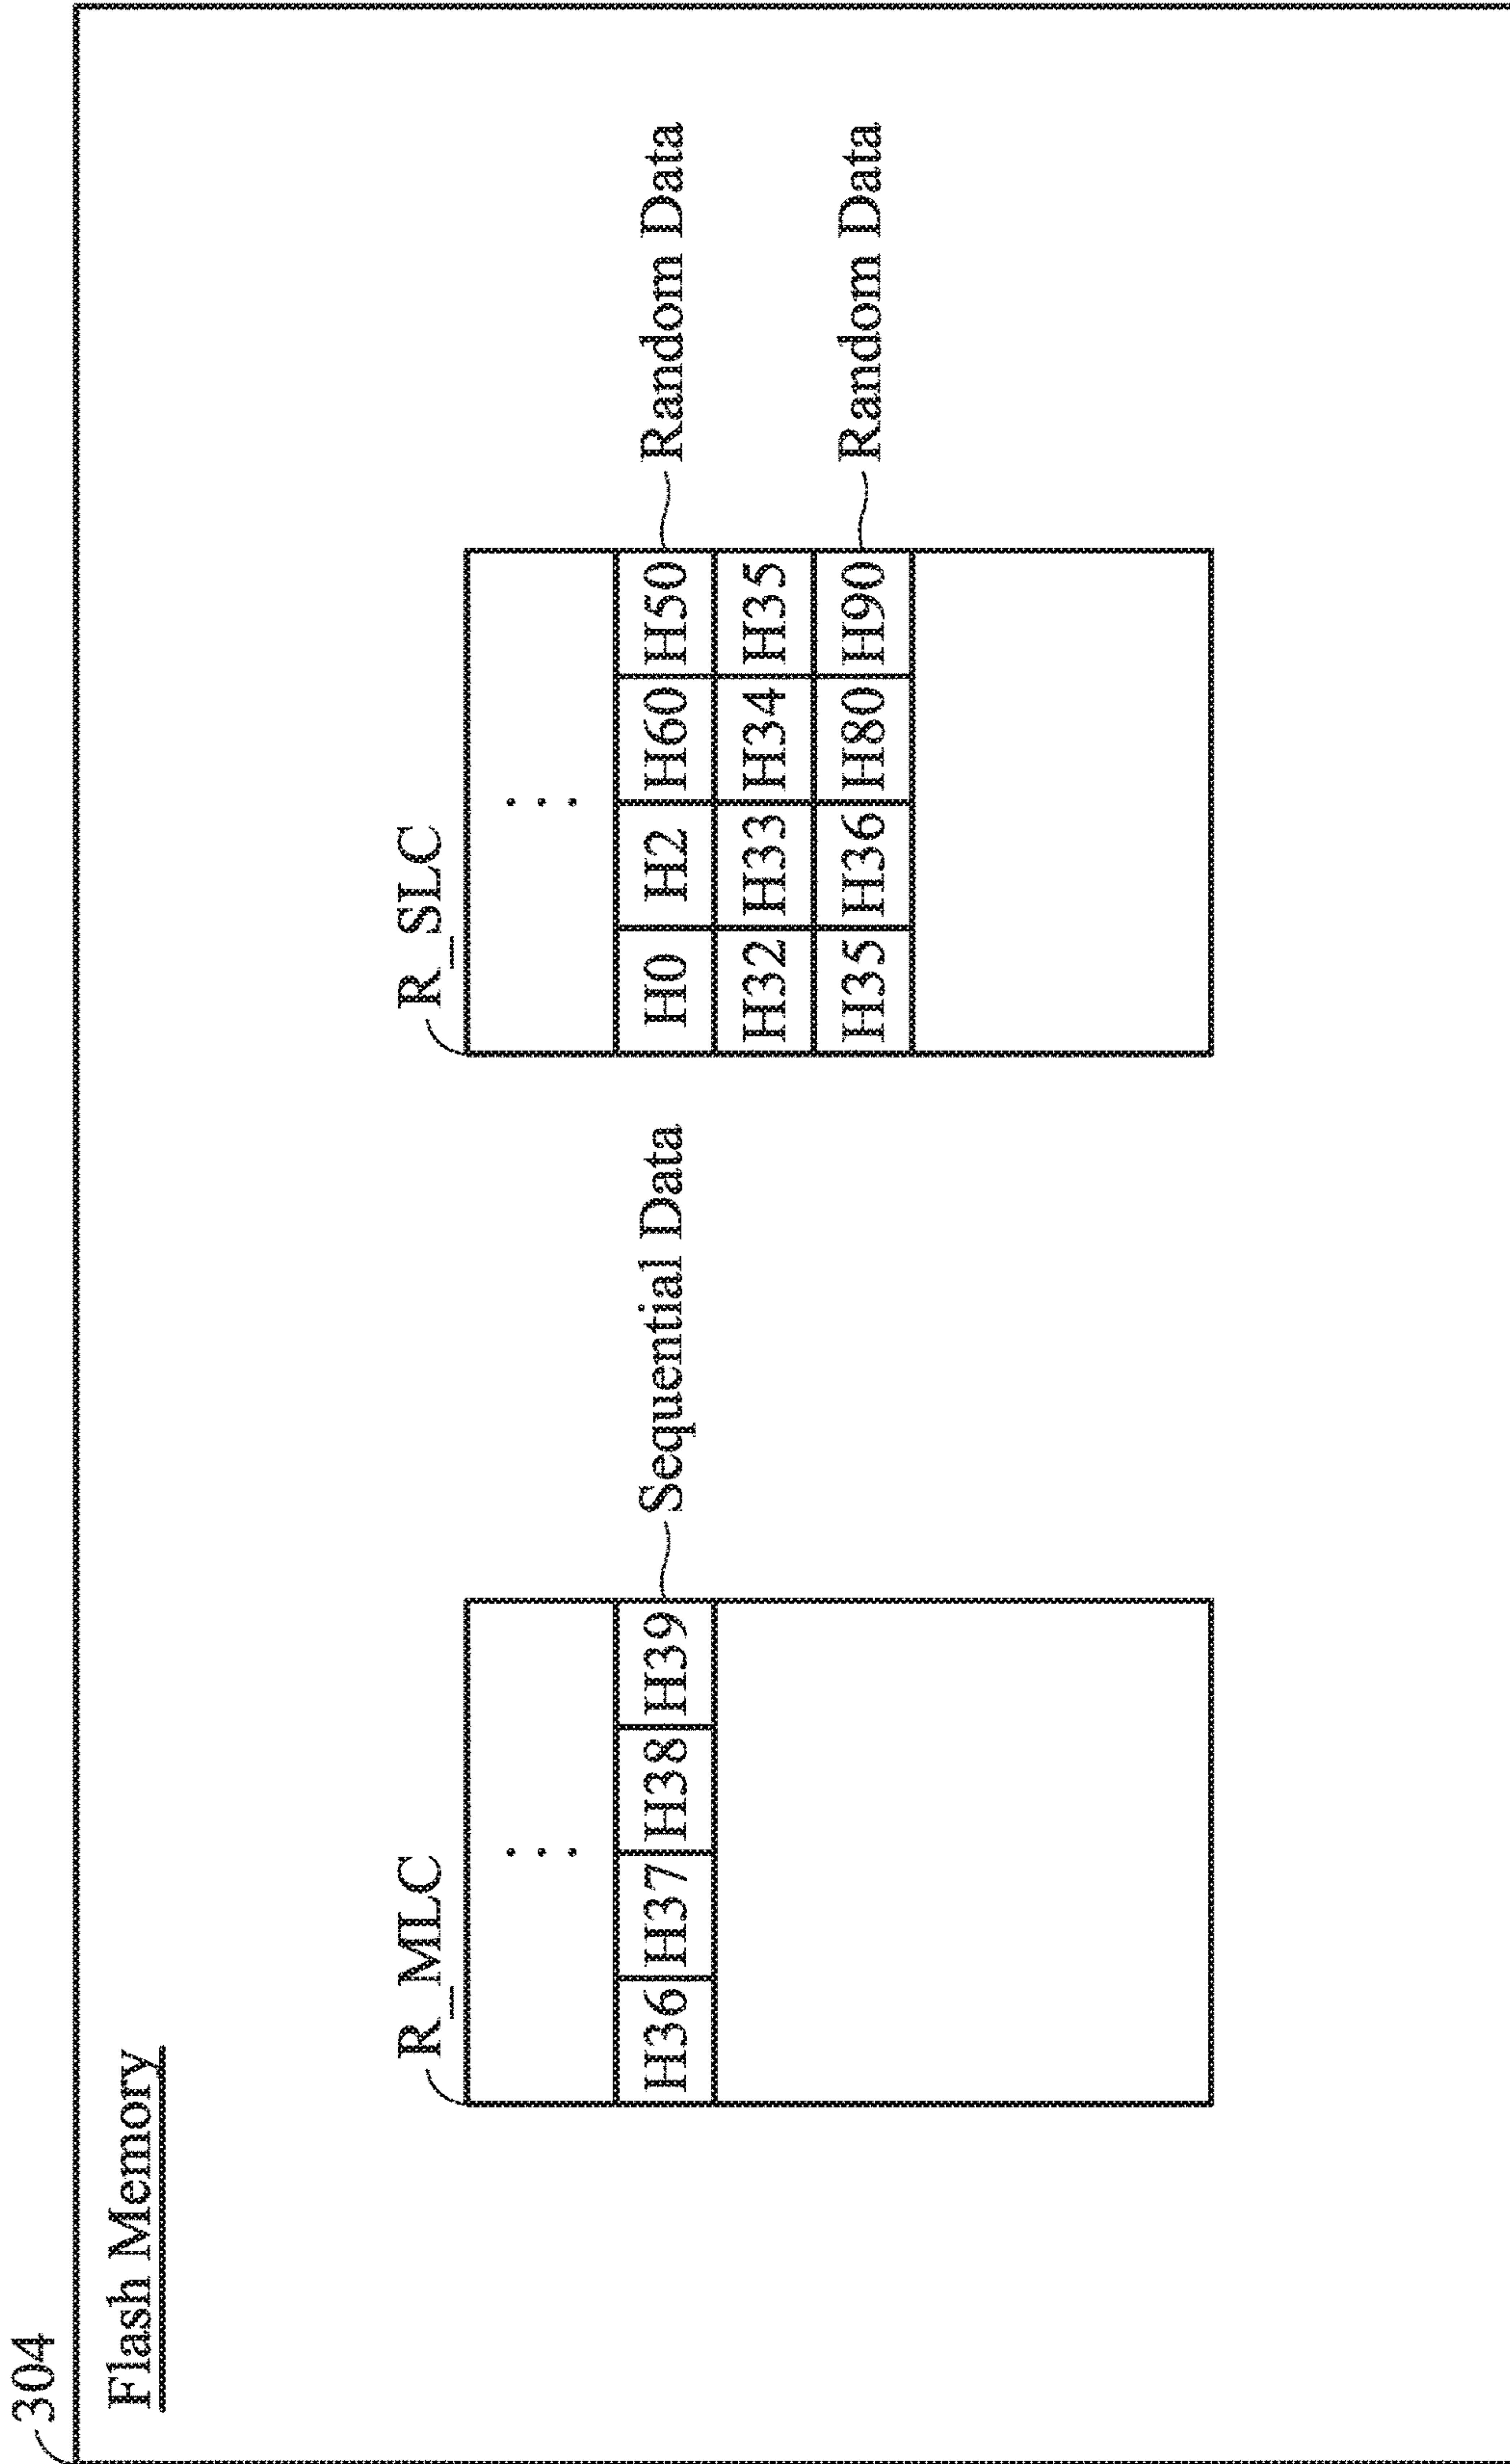 304
Flash Memory
R_MLC
⋮
H36 H37 H38 H39
Sequential Data
R_SLC
⋮
H0 H2 H60 H50
Random Data
H32 H33 H34 H35
H35 H36 H80 H90
Random Data